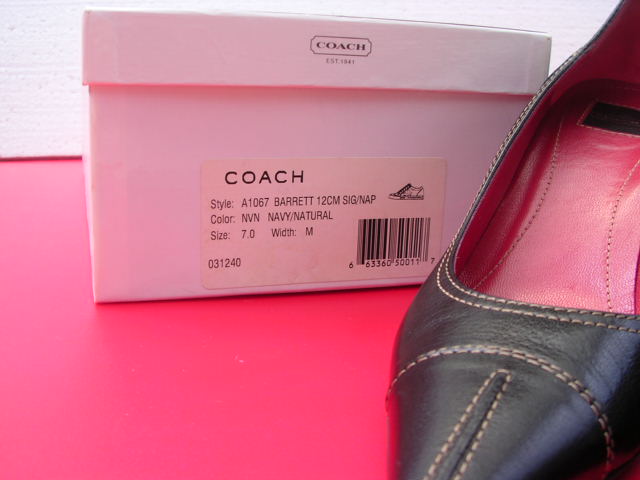 COACH
EST.1941
COACH
Style: A1067 BARRETT 12CM SIG/NAP
Color: NVN NAVY/NATURAL
Size: 7.0 Width: M
031240
6 63360 50011 7